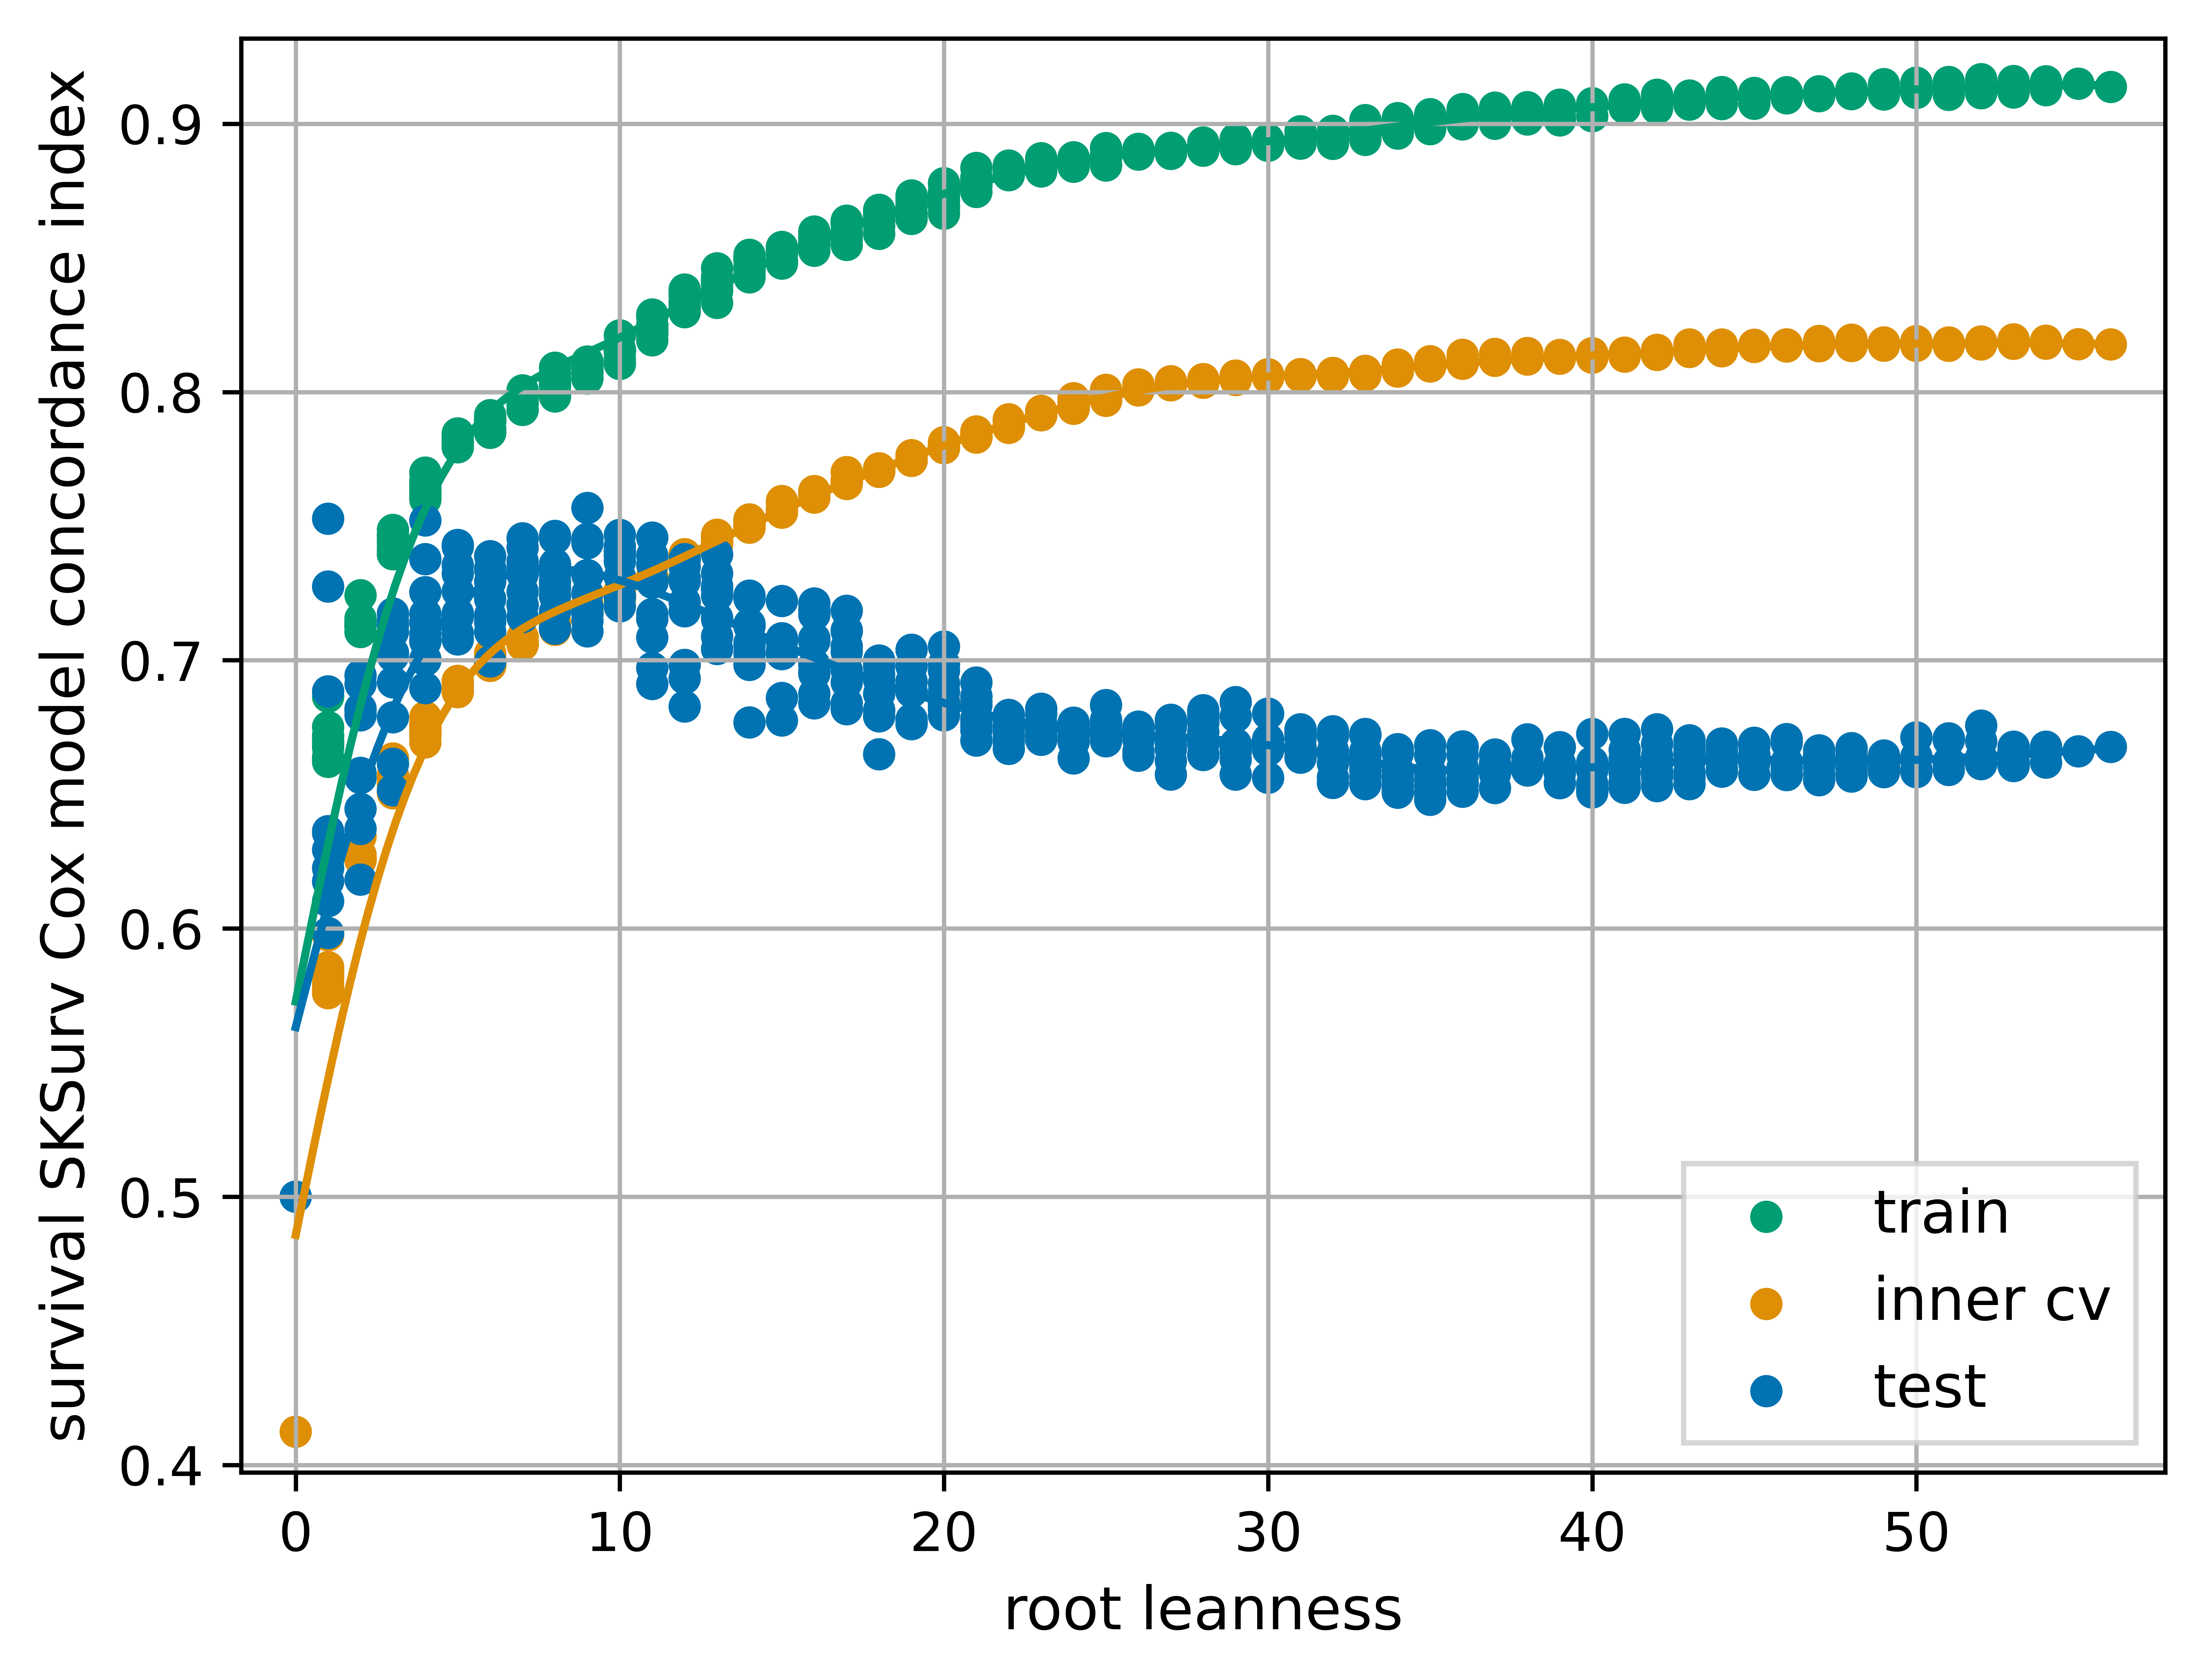 survival SKSurv Cox model concordance index
0.9
0.8
0.7
0.6
0.5
0.4
0 10 20 30 40 50
root leanness
train
inner cv
test